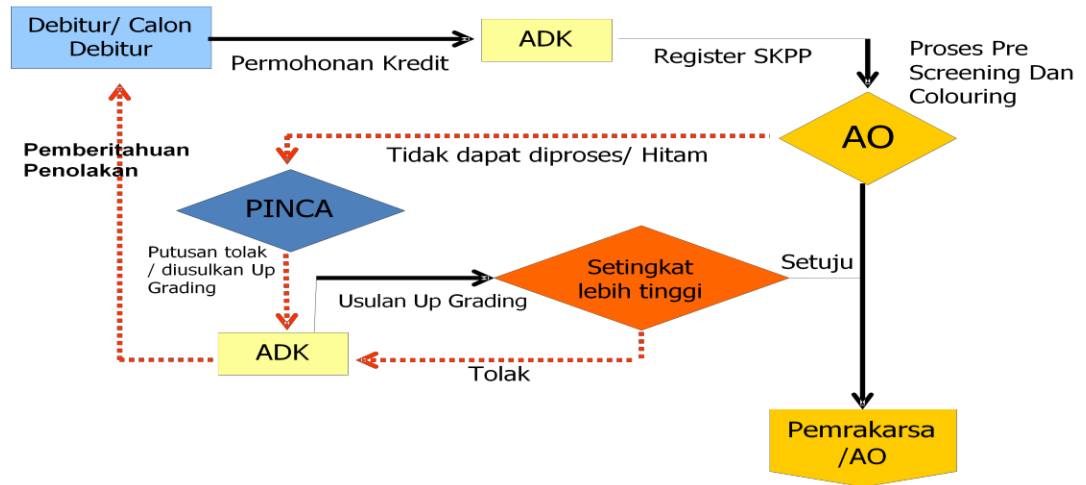 Debitur/ Calon
Debitur
Permohonan Kredit
ADK
Register SKPP
Proses Pre
Screening Dan
Colouring
AO
Tidak dapat diproses/ Hitam
Pemberitahuan
Penolakan
PINCA
Putusan tolak
/ diusulkan Up
Grading
Usulan Up Grading
Setingkat
lebih tinggi
Setuju
ADK
Tolak
Pemrakarsa
/AO